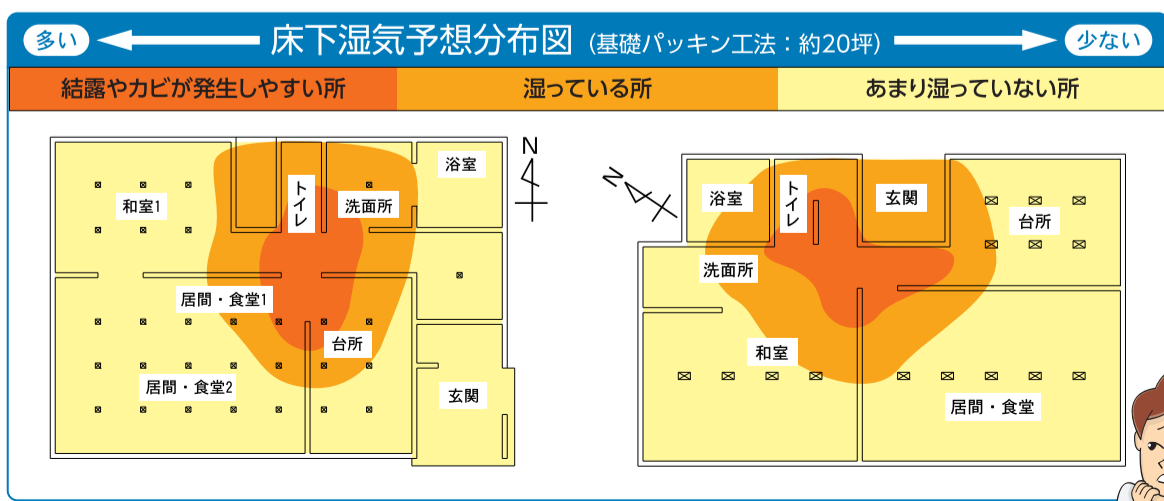 多い 床下湿気予想分布図 (基礎パッキン工法：約20坪) 少ない
結露やカビが発生しやすい所 湿っている所 あまり湿っていない所
N
浴室
トイレ
和室1
洗面所
居間・食堂1
台所
居間・食堂2
玄関
N
浴室
トイレ
玄関
台所
洗面所
和室
居間・食堂